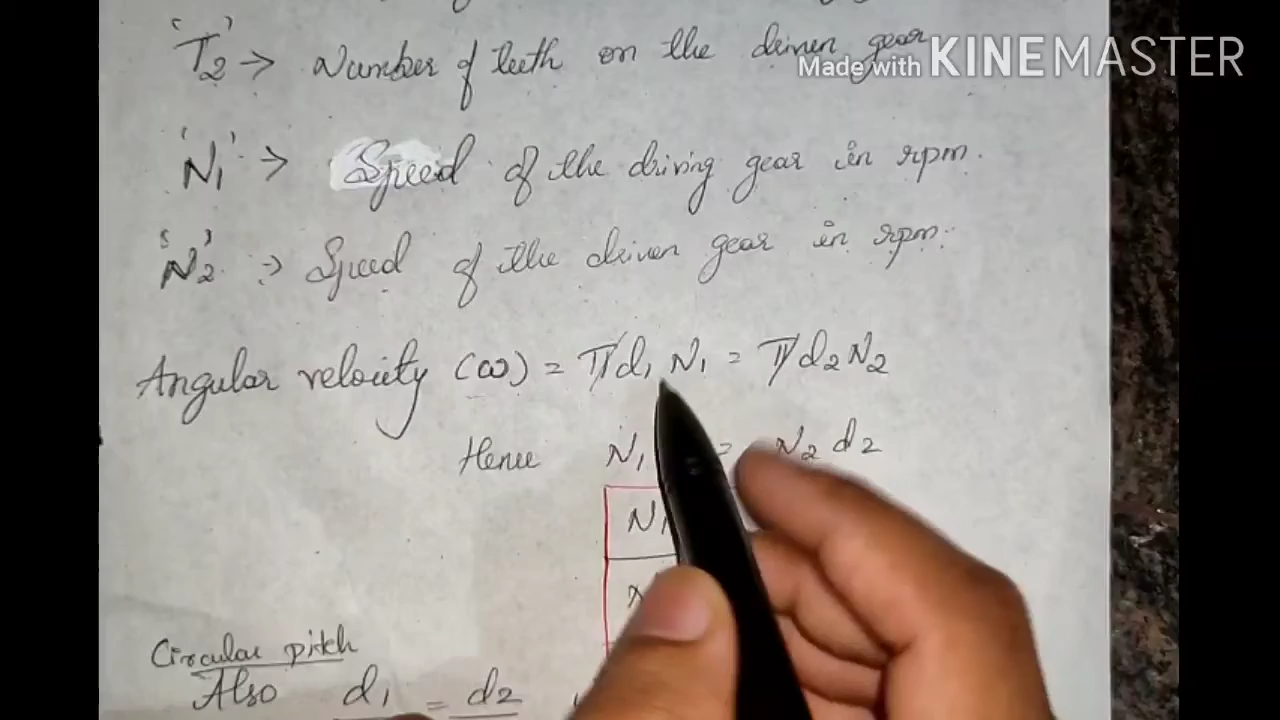 'T2' → Number of teeth on the driven gear
Made with KINEMASTER
'N1' → Speed of the driving gear in rpm.
'N2' → Speed of the driven gear in rpm.
Angular velocity (ω) = πd1 N1 = πd2N2
Hence N1 = N2 d2
N1
N
Circular pitch
Also d1 = d2